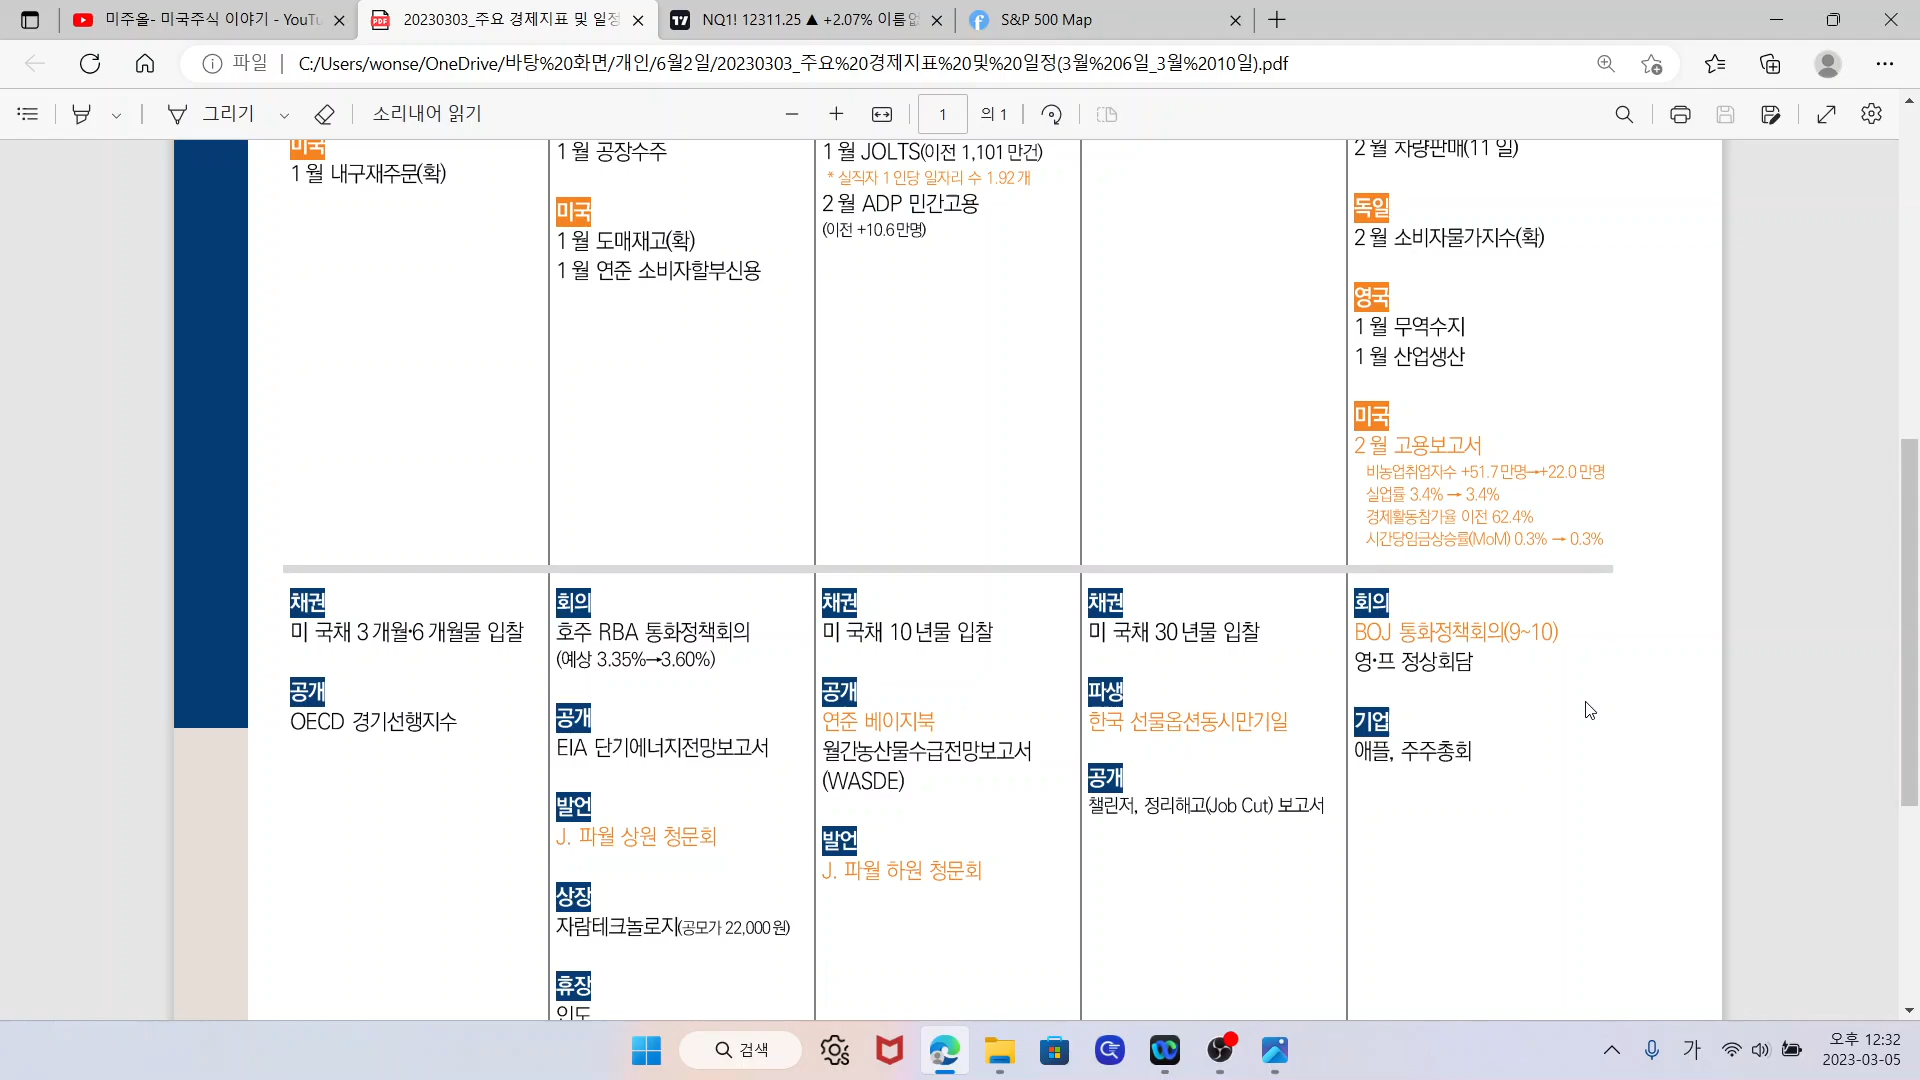 미주울- 미국주식 이야기 - YouTu
20230303_주요 경제지표 및 일정
NQ1! 12311.25 ▲ +2.07% 이름없
S&P 500 Map
파일
C:/Users/wonse/OneDrive/바탕%20화면/개인/6월2일/20230303_주요%20경제지표%20및%20일정(3월%206일_3월%2010일).pdf
그리기
소리내어 읽기
1
의 1
미국
1월 내구재주문(확)
1월 공장수주
미국
1월 도매재고(확)
1월 연준 소비자할부신용
1월 JOLTS(이전 1,101만건)
* 실직자 1인당 일자리 수 1.92개
2월 ADP 민간고용
(이전 +10.6만명)
2월 차량판매(11일)
독일
2월 소비자물가지수(확)
영국
1월 무역수지
1월 산업생산
미국
2월 고용보고서
비농업취업자수 +51.7만명→+22.0만명
실업률 3.4% → 3.4%
경제활동참가율 이전 62.4%
시간당임금상승률(MoM) 0.3% → 0.3%
채권
미 국채 3개월·6개월물 입찰
공개
OECD 경기선행지수
회의
호주 RBA 통화정책회의
(예상 3.35%→3.60%)
공개
EIA 단기에너지전망보고서
발언
J. 파월 상원 청문회
상장
자람테크놀로지(공모가 22,000원)
휴장
인도
채권
미 국채 10년물 입찰
공개
연준 베이지북
월간농산물수급전망보고서
(WASDE)
발언
J. 파월 하원 청문회
채권
미 국채 30년물 입찰
파생
한국 선물옵션동시만기일
공개
챌린저, 정리해고(Job Cut) 보고서
회의
BOJ 통화정책회의(9~10)
영·프 정상회담
기업
애플, 주주총회
검색
가
오후 12:32
2023-03-05